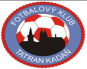 FOTBALOVÝ KLUB
TATRAN KADAŇ